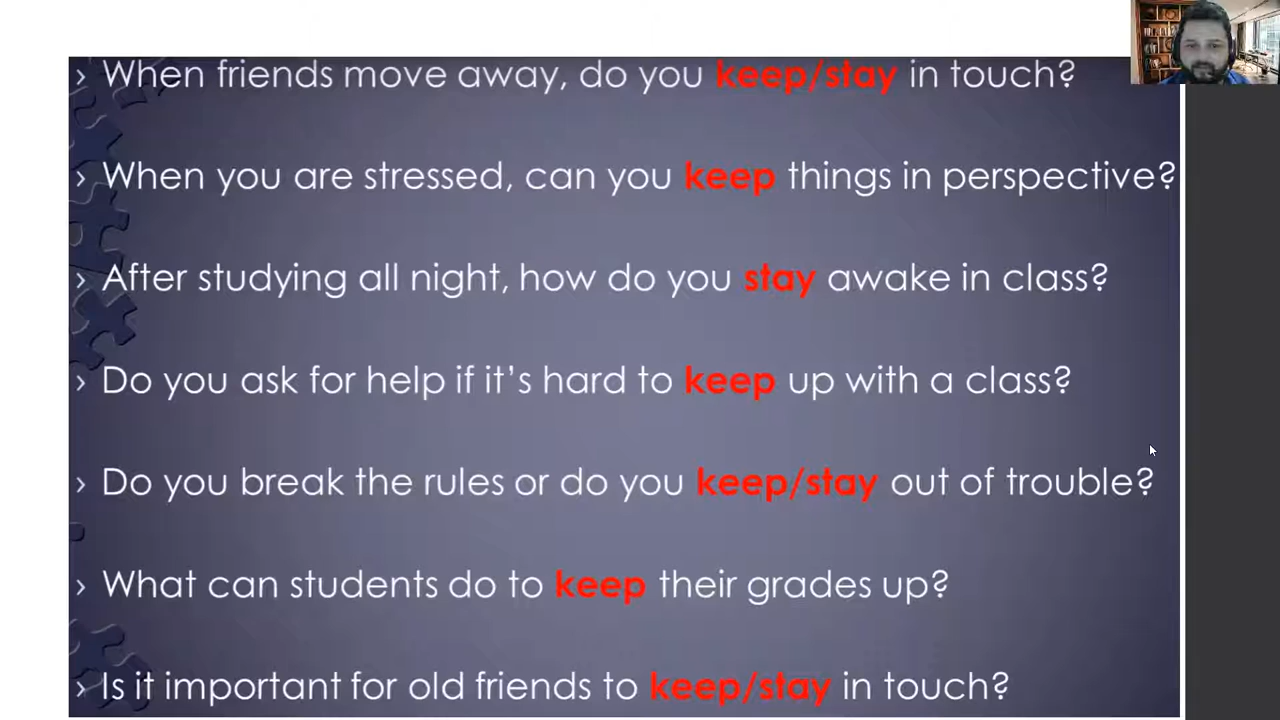 › When friends move away, do you keep/stay in touch?
› When you are stressed, can you keep things in perspective?
› After studying all night, how do you stay awake in class?
› Do you ask for help if it’s hard to keep up with a class?
› Do you break the rules or do you keep/stay out of trouble?
› What can students do to keep their grades up?
› Is it important for old friends to keep/stay in touch?